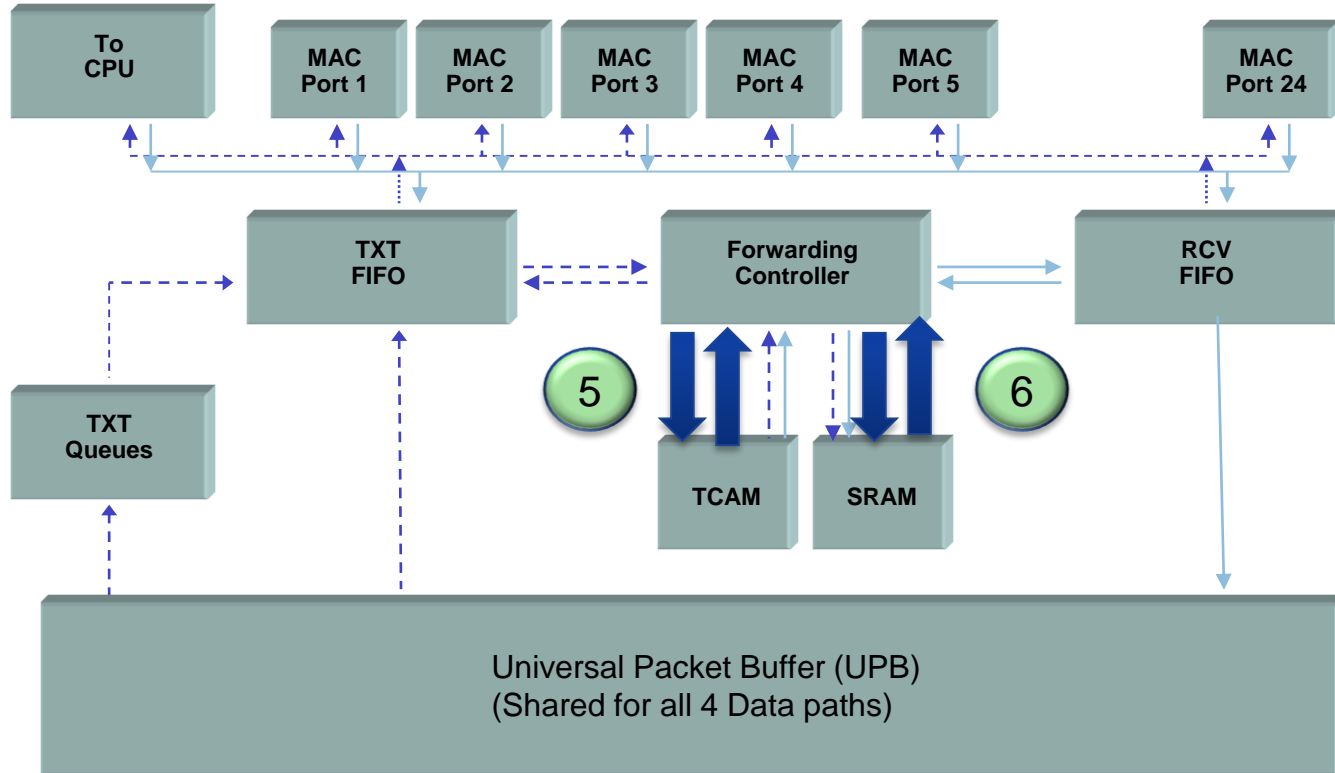 To
CPU
MAC
Port 1
MAC
Port 2
MAC
Port 3
MAC
Port 4
MAC
Port 5
MAC
Port 24
TXT
FIFO
Forwarding
Controller
RCV
FIFO
5
6
TXT
Queues
TCAM
SRAM
Universal Packet Buffer (UPB)
(Shared for all 4 Data paths)